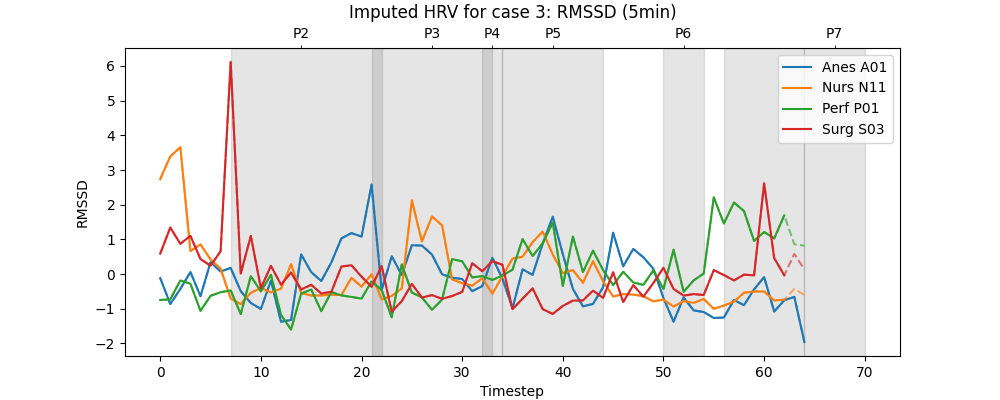 Imputed HRV for case 3: RMSSD (5min)
P2 P3 P4 P5 P6 P7
Anes A01
Nurs N11
Perf P01
Surg S03
RMSSD
6
5
4
3
2
1
0
−1
−2
0 10 20 30 40 50 60 70
Timestep